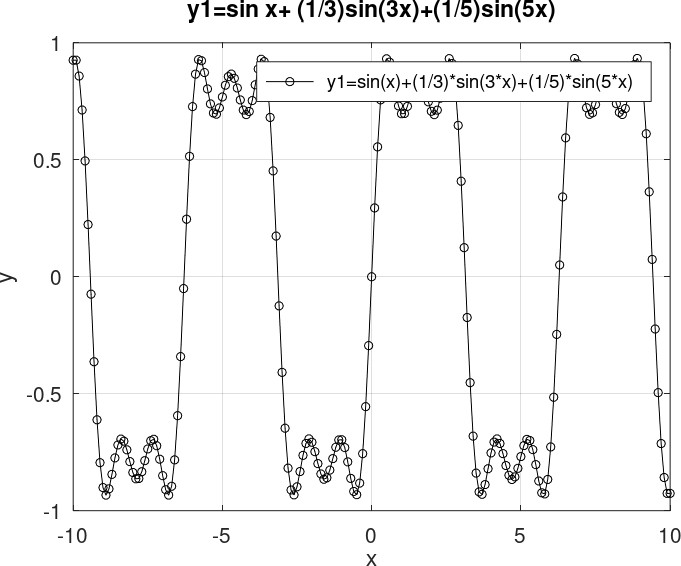 y1=sin x+ (1/3)sin(3x)+(1/5)sin(5x)
y1=sin(x)+(1/3)*sin(3*x)+(1/5)*sin(5*x)
1
0.5
0
-0.5
-1
y
-10
-5
0
5
10
x